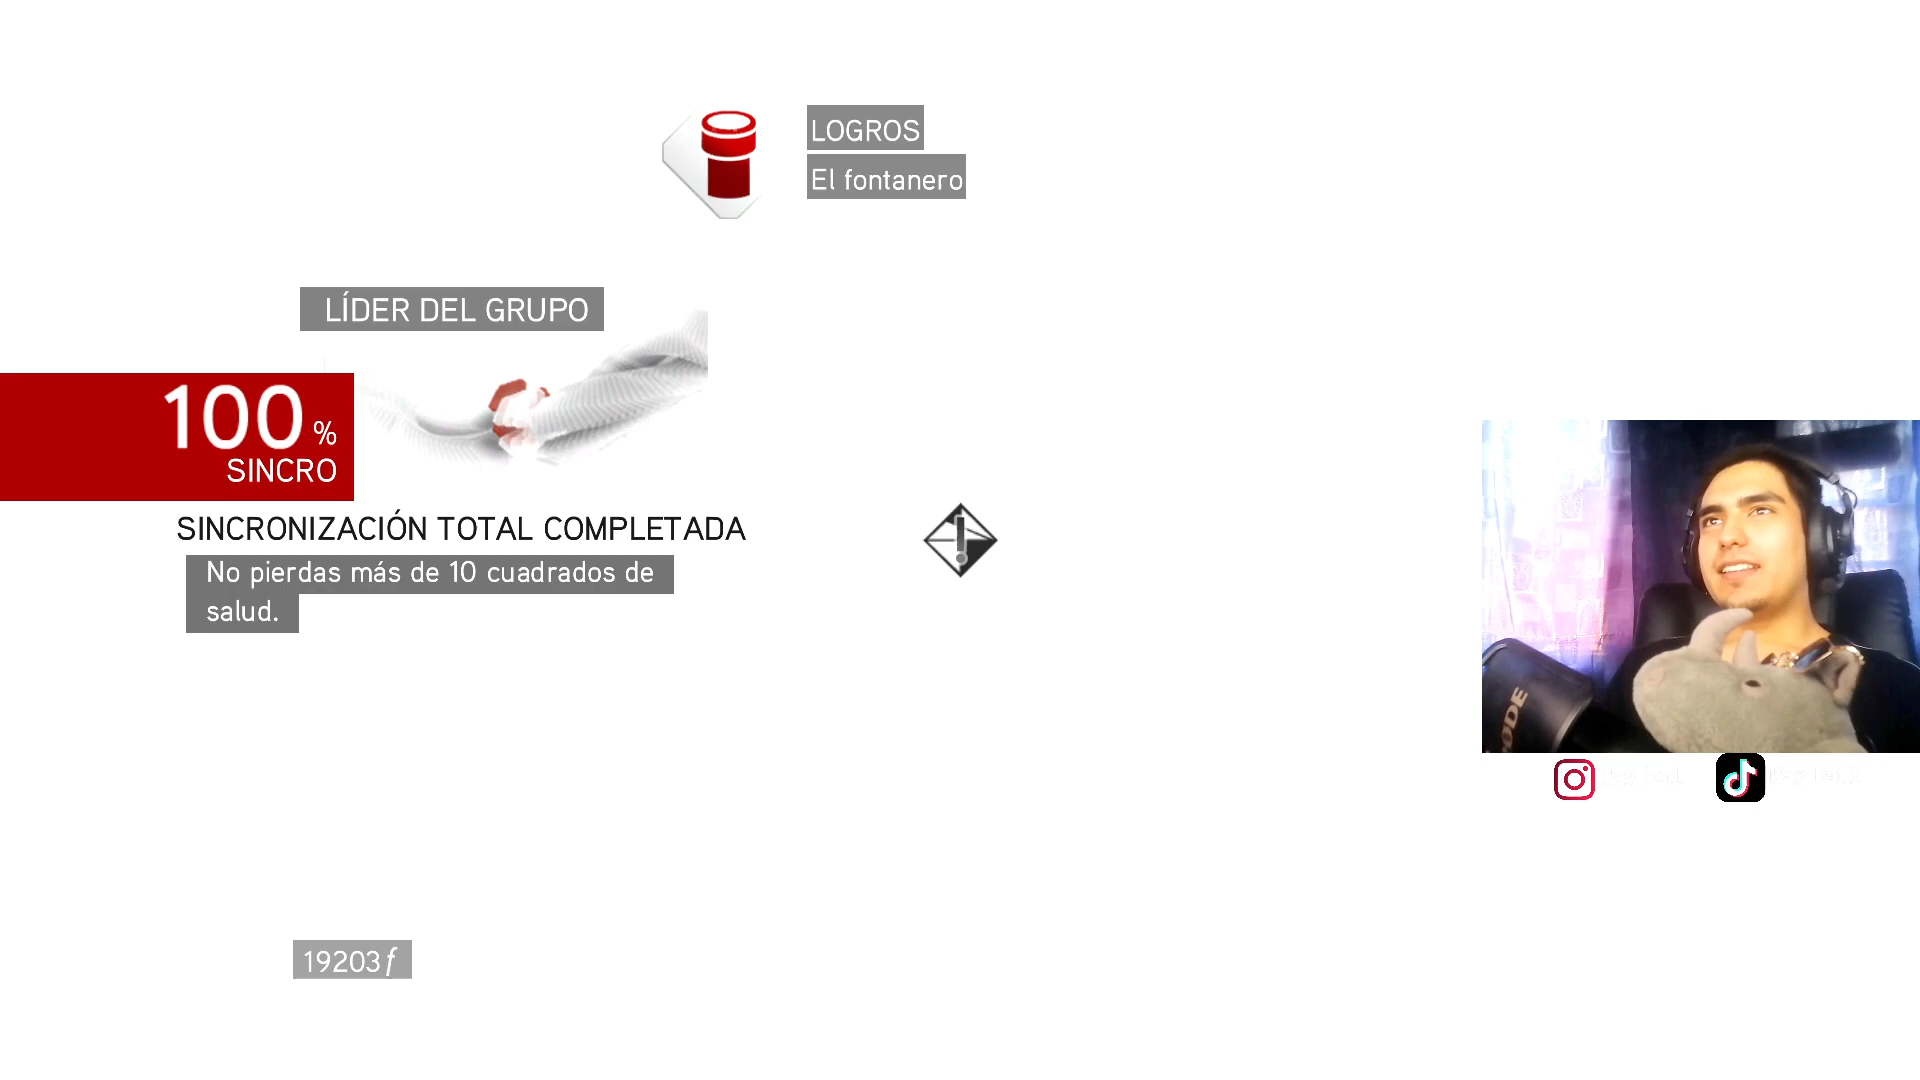 LOGROS
El fontanero
LÍDER DEL GRUPO
100 %
SINCRO
SINCRONIZACIÓN TOTAL COMPLETADA
No pierdas más de 10 cuadrados de
salud.
19203ƒ